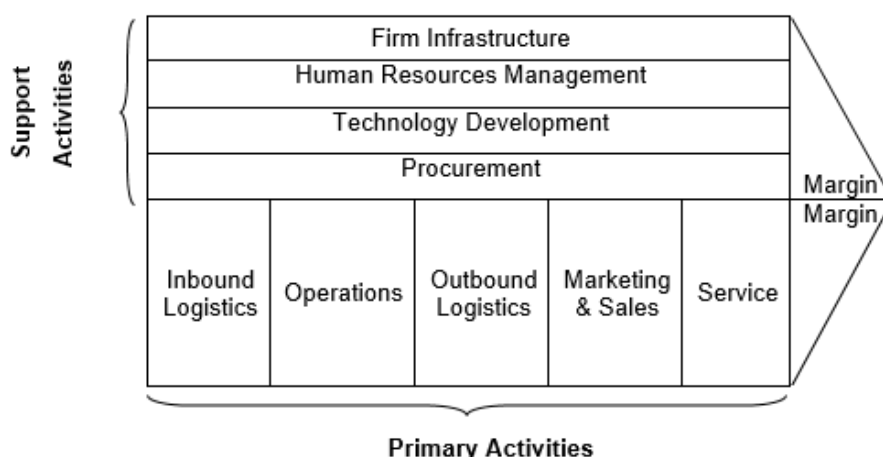 Support
Activities
Firm Infrastructure
Human Resources Management
Technology Development
Procurement
Margin
Margin
Inbound
Logistics
Operations
Outbound
Logistics
Marketing
& Sales
Service
Primary Activities